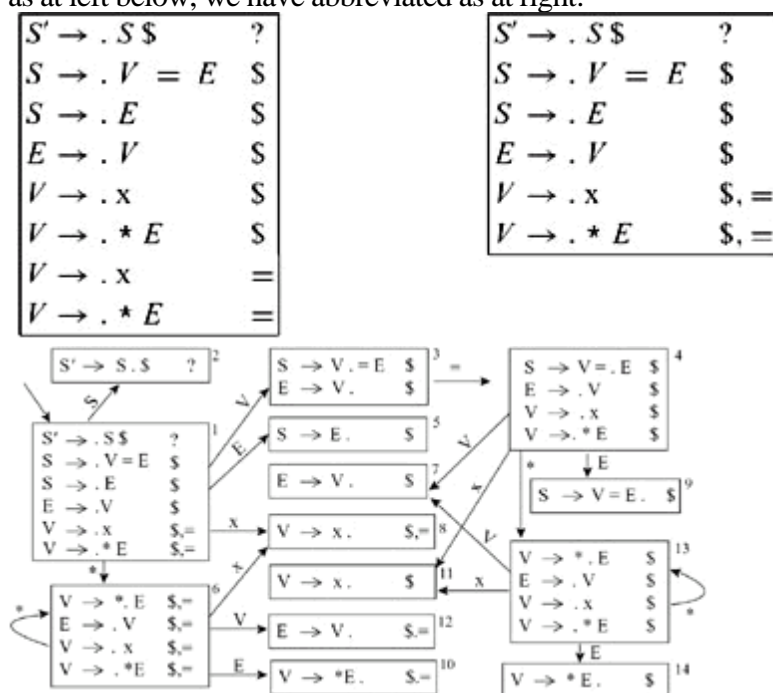 as at left below, we have abbreviated as at right:
S' → . S $ ?
S → . V = E $
S → . E $
E → . V $
V → . x $
V → . * E $
V → . x =
V → . * E =
S' → . S $ ?
S → . V = E $
S → . E $
E → . V $
V → . x $, =
V → . * E $, =
S' → S . $ ? 2
S
S' → . S $ ? 1
S → . V = E $
S → . E $
E → . V $
V → . x $,=
V → . * E $,=
V
E
x
*
S → V . = E $ 3
E → V . $
=
S → V = . E $ 4
E → . V $
V → . x $
V → . * E $
S → E . $ 5
E → V . $ 7
V
x
*
E
S → V = E . $ 9
V → x . $,= 8
V → x . $ 11
V
x
V → * . E $ 13
E → . V $
V → . x $
V → . * E $
*
E
V → * E . $ 14
V → * . E $,= 6
E → . V $,=
V → . x $,=
V → . * E $,=
*
x
V
E
E → V . $,= 12
V → * E . $,= 10